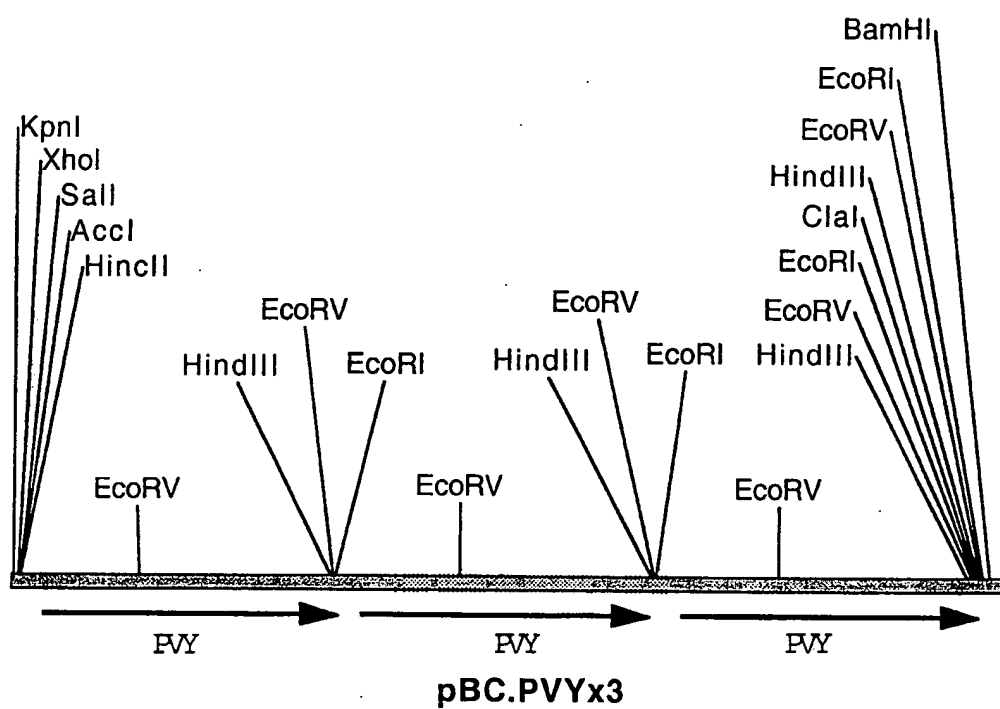 BamHI
EcoRI
EcoRV
HindIII
ClaI
EcoRI
EcoRV
HindIII
KpnI
XhoI
SalI
AccI
HincII
EcoRV
HindIII
EcoRI
EcoRV
HindIII
EcoRI
EcoRV
EcoRV
EcoRV
PVY
PVY
PVY
pBC.PVYx3